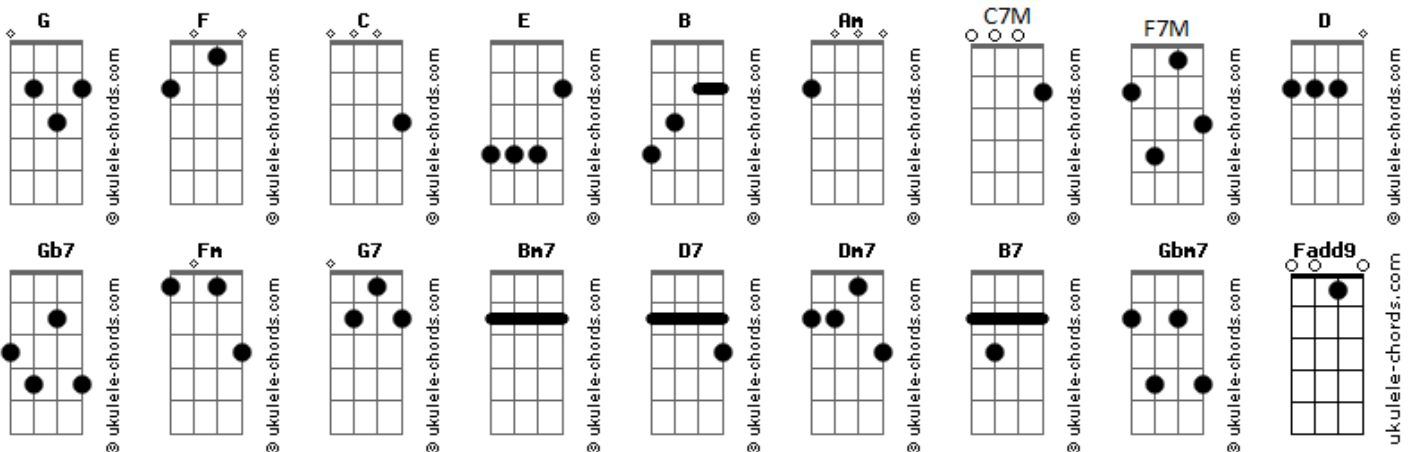 G F C E B Am C7M F7M D
© ukulele-chords.com © ukulele-chords.com © ukulele-chords.com © ukulele-chords.com © ukulele-chords.com © ukulele-chords.com © ukulele-chords.com © ukulele-chords.com © ukulele-chords.com
Gb7 Fm G7 Bm7 D7 Dm7 B7 Gbm7 Fadd9
© ukulele-chords.com © ukulele-chords.com © ukulele-chords.com © ukulele-chords.com © ukulele-chords.com © ukulele-chords.com © ukulele-chords.com © ukulele-chords.com ukulele-chords.com